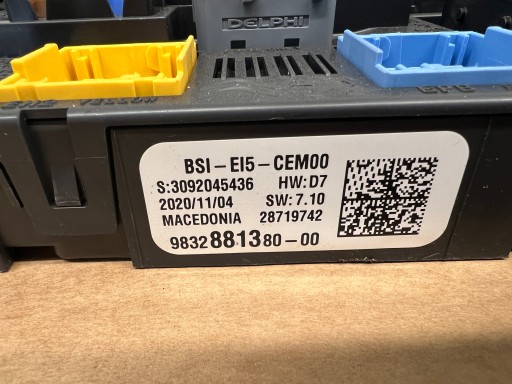 DELPHI
BSI-EI5-CEM00
S:3092045436 HW:D7
2020/11/04 SW:7.10
MACEDONIA 28719742
9832881380-00